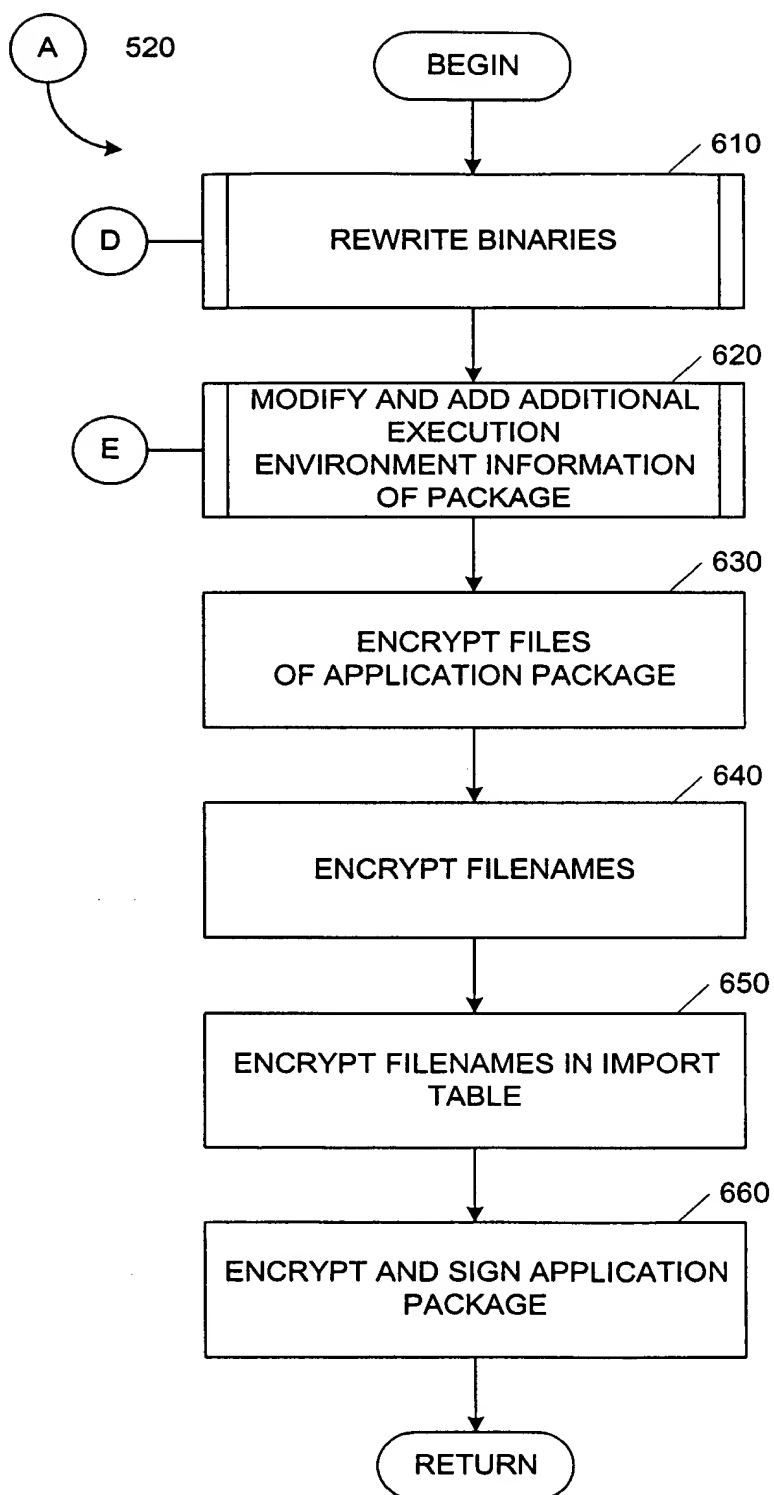 A
520
BEGIN
610
D
REWRITE BINARIES
620
E
MODIFY AND ADD ADDITIONAL
EXECUTION
ENVIRONMENT INFORMATION
OF PACKAGE
630
ENCRYPT FILES
OF APPLICATION PACKAGE
640
ENCRYPT FILENAMES
650
ENCRYPT FILENAMES IN IMPORT
TABLE
660
ENCRYPT AND SIGN APPLICATION
PACKAGE
RETURN